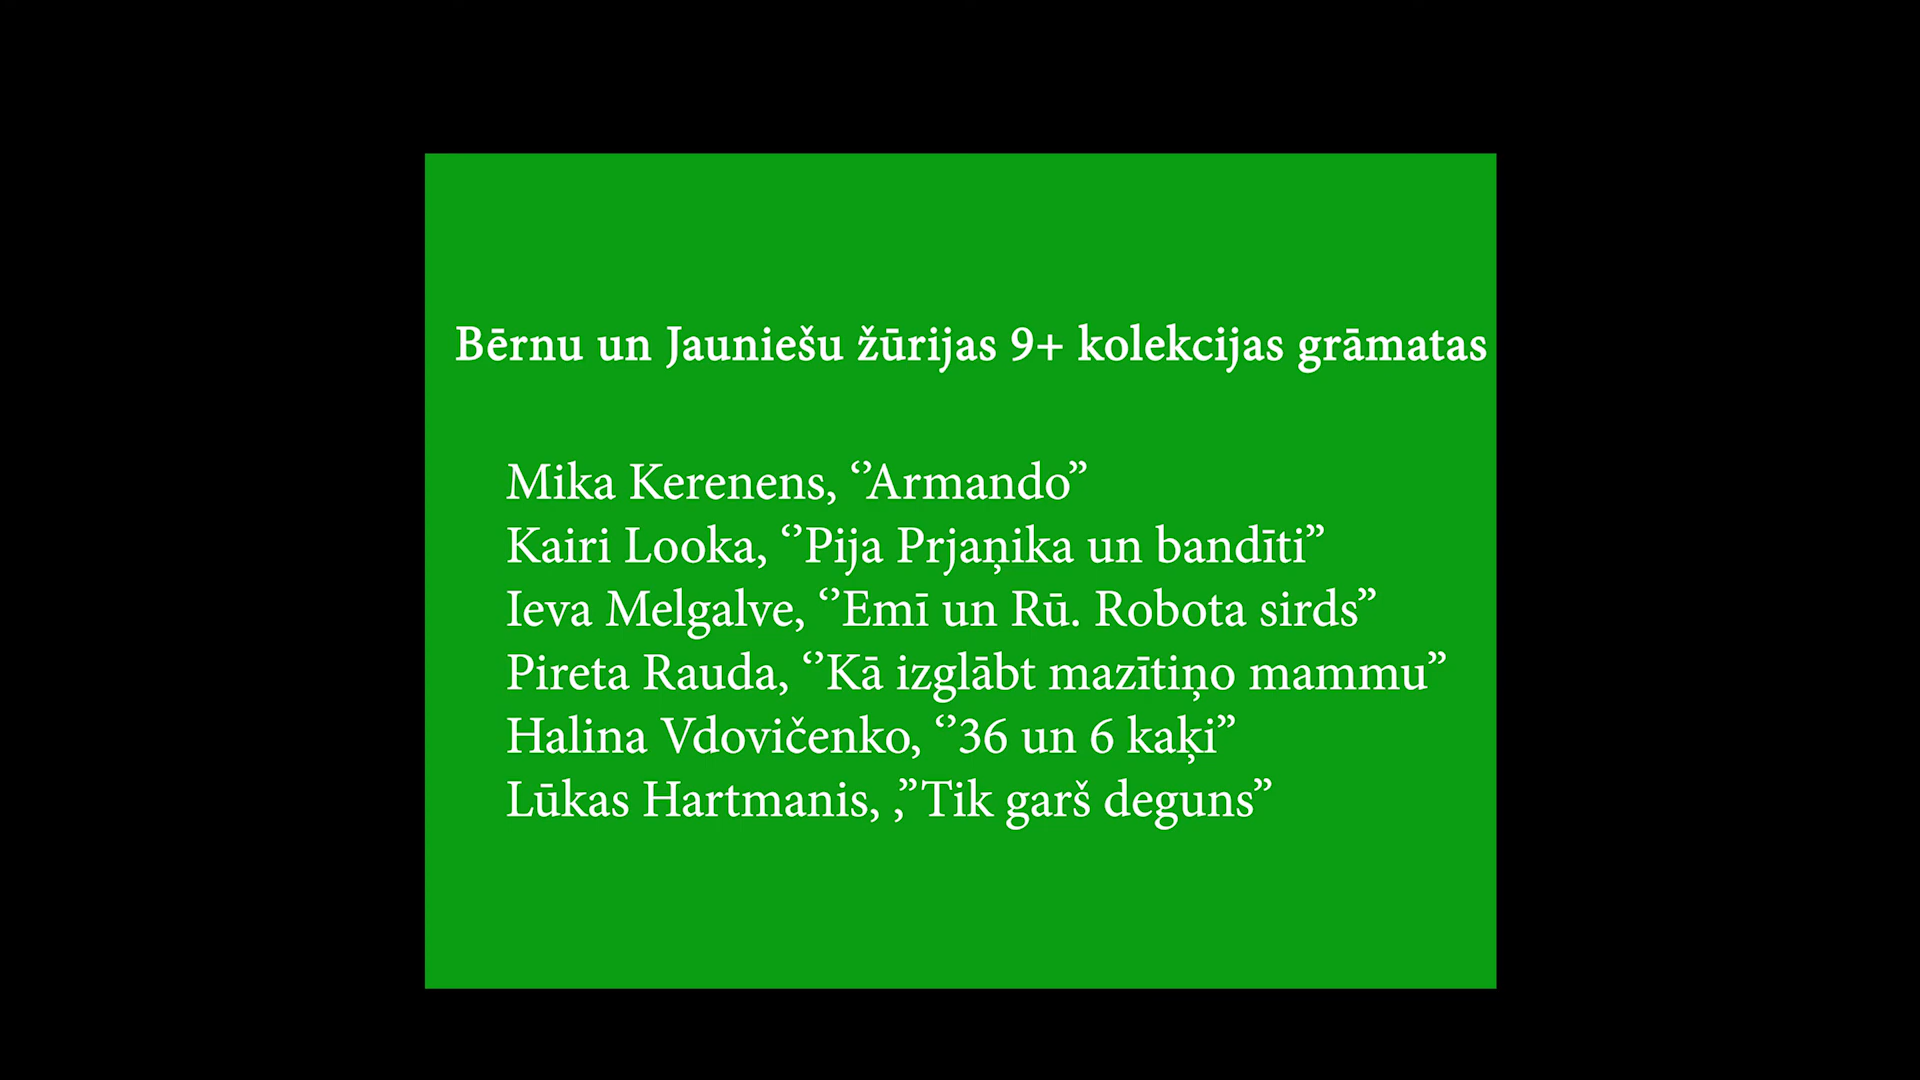 Bērnu un Jauniešu žūrijas 9+ kolekcijas grāmatas
Mika Kerenens, ‘’Armando”
Kairi Looka, ‘’Pija Prjaņika un bandīti”
Ieva Melgalve, ‘’Emī un Rū. Robota sirds”
Pireta Rauda, ‘’Kā izglābt mazītiņo mammu”
Halina Vdovičenko, ‘’36 un 6 kaķi”
Lūkas Hartmanis, ,”Tik garš deguns”